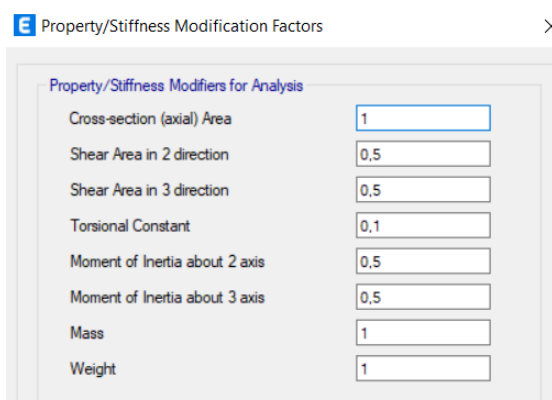 E Property/Stiffness Modification Factors
Property/Stiffness Modifiers for Analysis
Cross-section (axial) Area 1
Shear Area in 2 direction 0,5
Shear Area in 3 direction 0,5
Torsional Constant 0,1
Moment of Inertia about 2 axis 0,5
Moment of Inertia about 3 axis 0,5
Mass 1
Weight 1